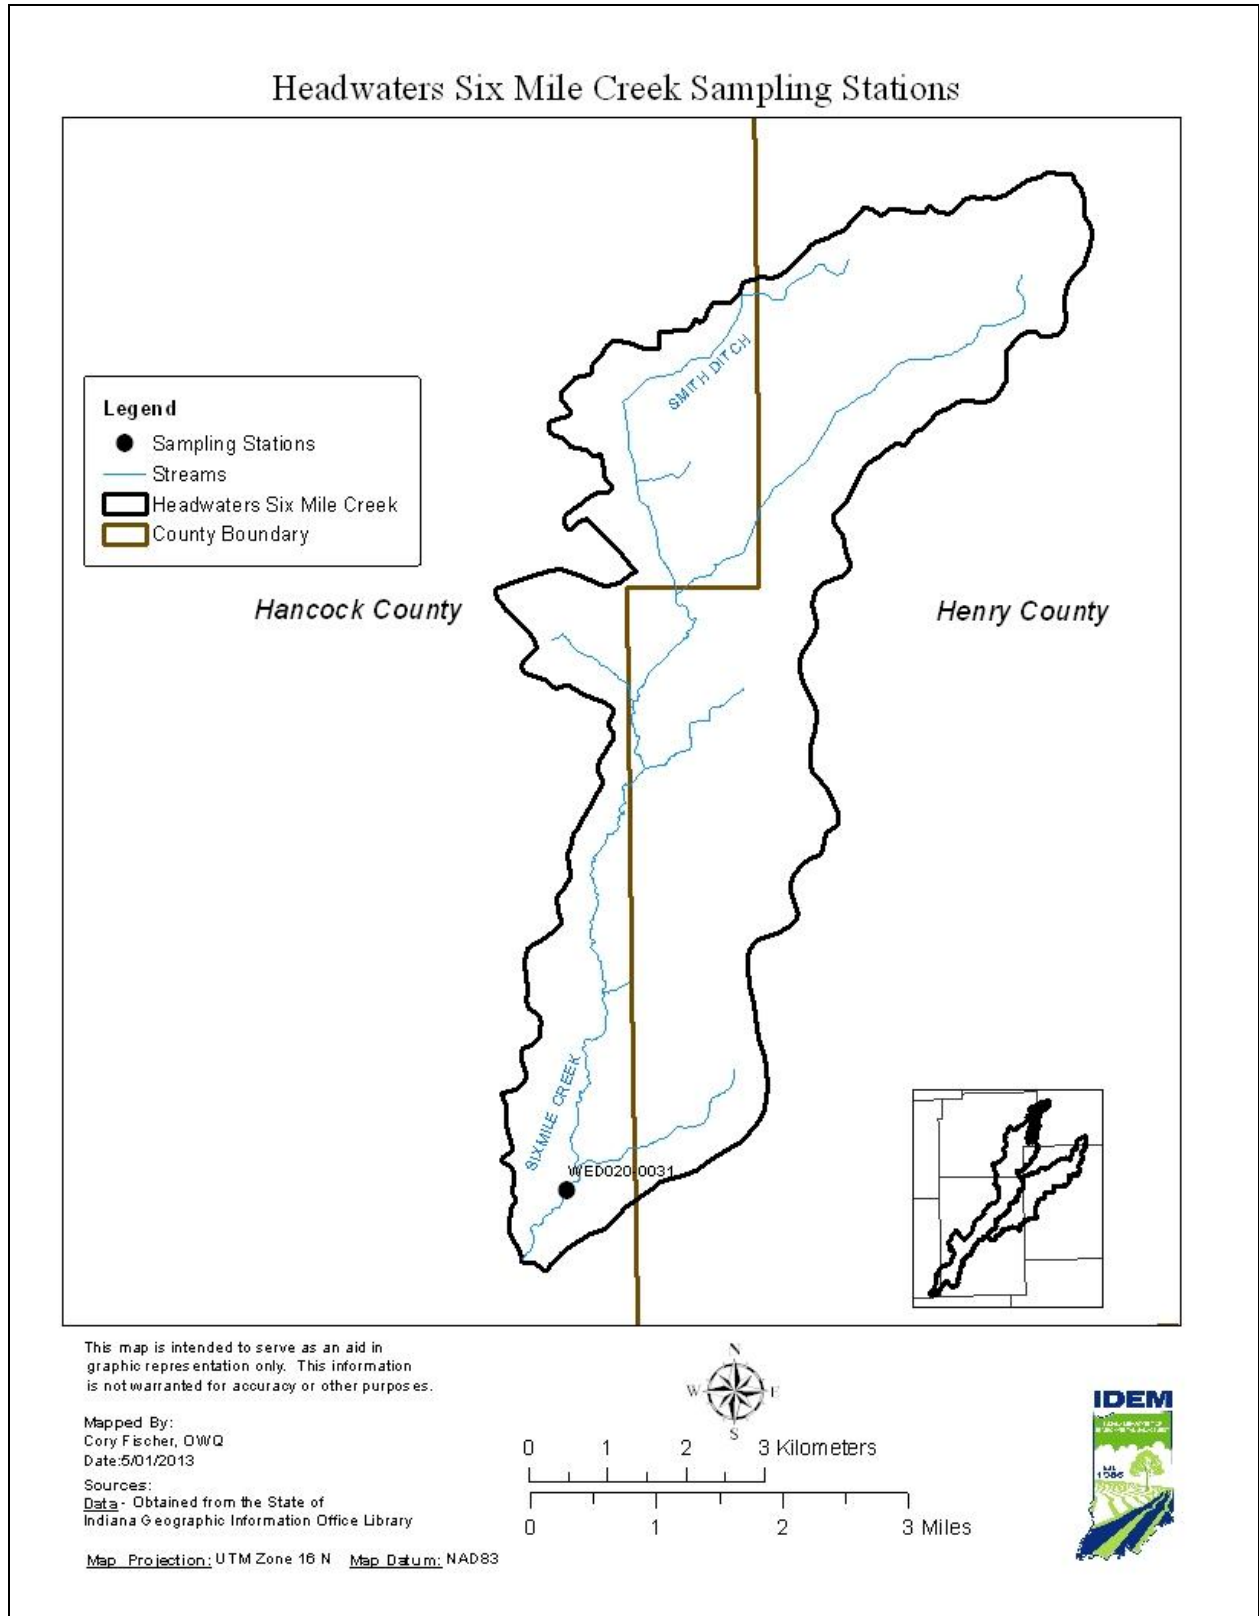 Headwaters Six Mile Creek Sampling Stations
SMITH DITCH
Legend
Sampling Stations
Streams
Headwaters Six Mile Creek
County Boundary
Hancock County
Henry County
SIXMILE CREEK
WED020-0031
This map is intended to serve as an aid in
graphic representation only. This information
is not warranted for accuracy or other purposes.
Mapped By:
Cory Fischer, OWQ
Date:5/01/2013
Sources:
Data - Obtained from the State of
Indiana Geographic Information Office Library
Map Projection: UTM Zone 16 N Map Datum: NAD83
N
W E
S
0 1 2 3 Kilometers
0 1 2 3 Miles
IDEM
1986